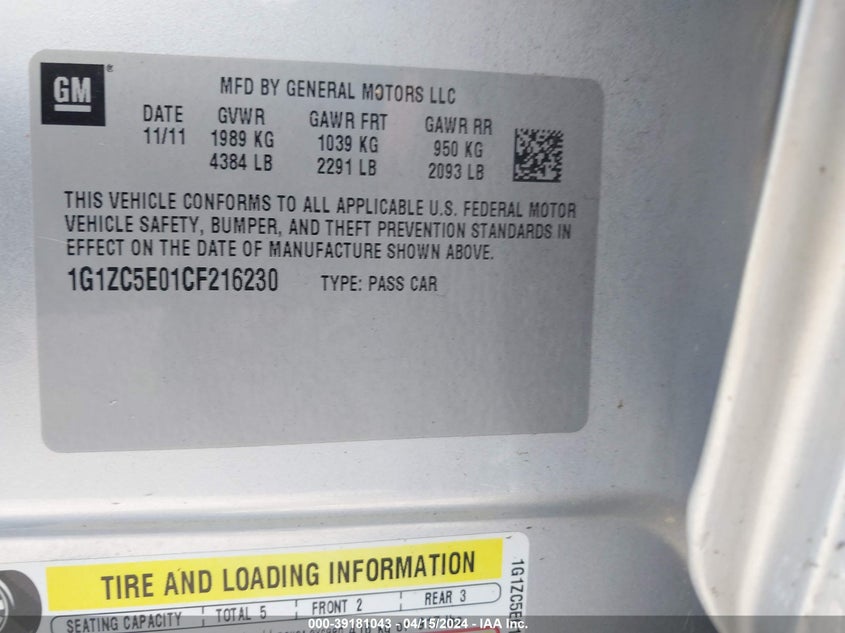 GM®
MFD BY GENERAL MOTORS LLC
DATE GVWR GAWR FRT GAWR RR
11/11 1989 KG 1039 KG 950 KG
4384 LB 2291 LB 2093 LB
THIS VEHICLE CONFORMS TO ALL APPLICABLE U.S. FEDERAL MOTOR
VEHICLE SAFETY, BUMPER, AND THEFT PREVENTION STANDARDS IN
EFFECT ON THE DATE OF MANUFACTURE SHOWN ABOVE.
1G1ZC5E01CF216230 TYPE: PASS CAR
TIRE AND LOADING INFORMATION
SEATING CAPACITY TOTAL 5 FRONT 2 REAR 3
1G1ZC5E
000-39181043 - 04/15/2024 - IAA Inc.